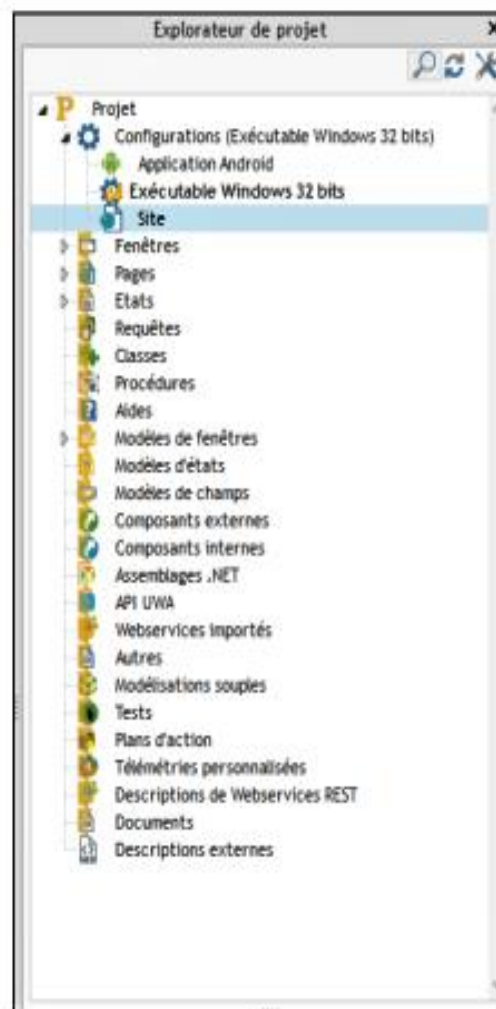 Explorateur de projet
Projet
Configurations (Exécutable Windows 32 bits)
Application Android
Exécutable Windows 32 bits
Site
Fenêtres
Pages
Etats
Requêtes
Classes
Procédures
Aides
Modèles de fenêtres
Modèles d'états
Modèles de champs
Composants externes
Composants internes
Assemblages .NET
API UWA
Webservices importés
Autres
Modélisations souples
Tests
Plans d'action
Télémétries personnalisées
Descriptions de Webservices REST
Documents
Descriptions externes